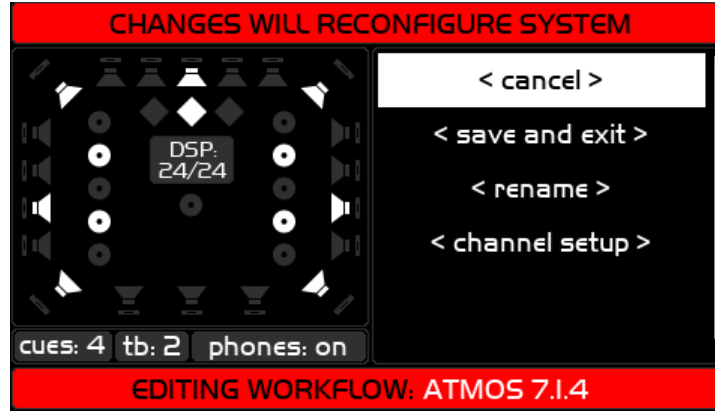 CHANGES WILL RECONFIGURE SYSTEM
DSP:
24/24
< cancel >
< save and exit >
< rename >
< channel setup >
cues: 4 tb: 2 phones: on
EDITING WORKFLOW: ATMOS 7.1.4